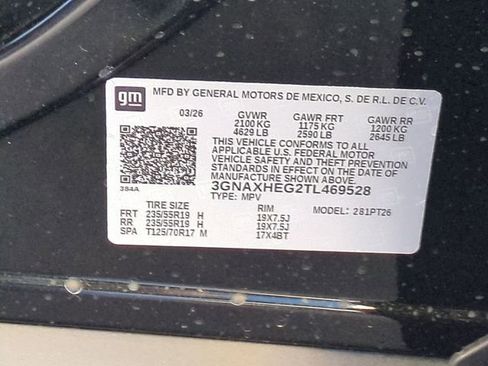 gm
MFD BY GENERAL MOTORS DE MEXICO, S. DE R.L. DE C.V.
03/26 GVWR GAWR FRT GAWR RR
2100 KG 1175 KG 1200 KG
4629 LB 2590 LB 2645 LB
THIS VEHICLE CONFORMS TO ALL
APPLICABLE U.S. FEDERAL MOTOR
VEHICLE SAFETY AND THEFT PREVENTION
STANDARDS IN EFFECT ON THE DATE OF
MANUFACTURE SHOWN ABOVE.
3GNAXHEG2TL469528
384A TYPE: MPV
TIRE SIZE RIM MODEL: 281PT26
FRT 235/55R19 H 19X7.5J
RR 235/55R19 H 19X7.5J
SPA T125/70R17 M 17X4BT